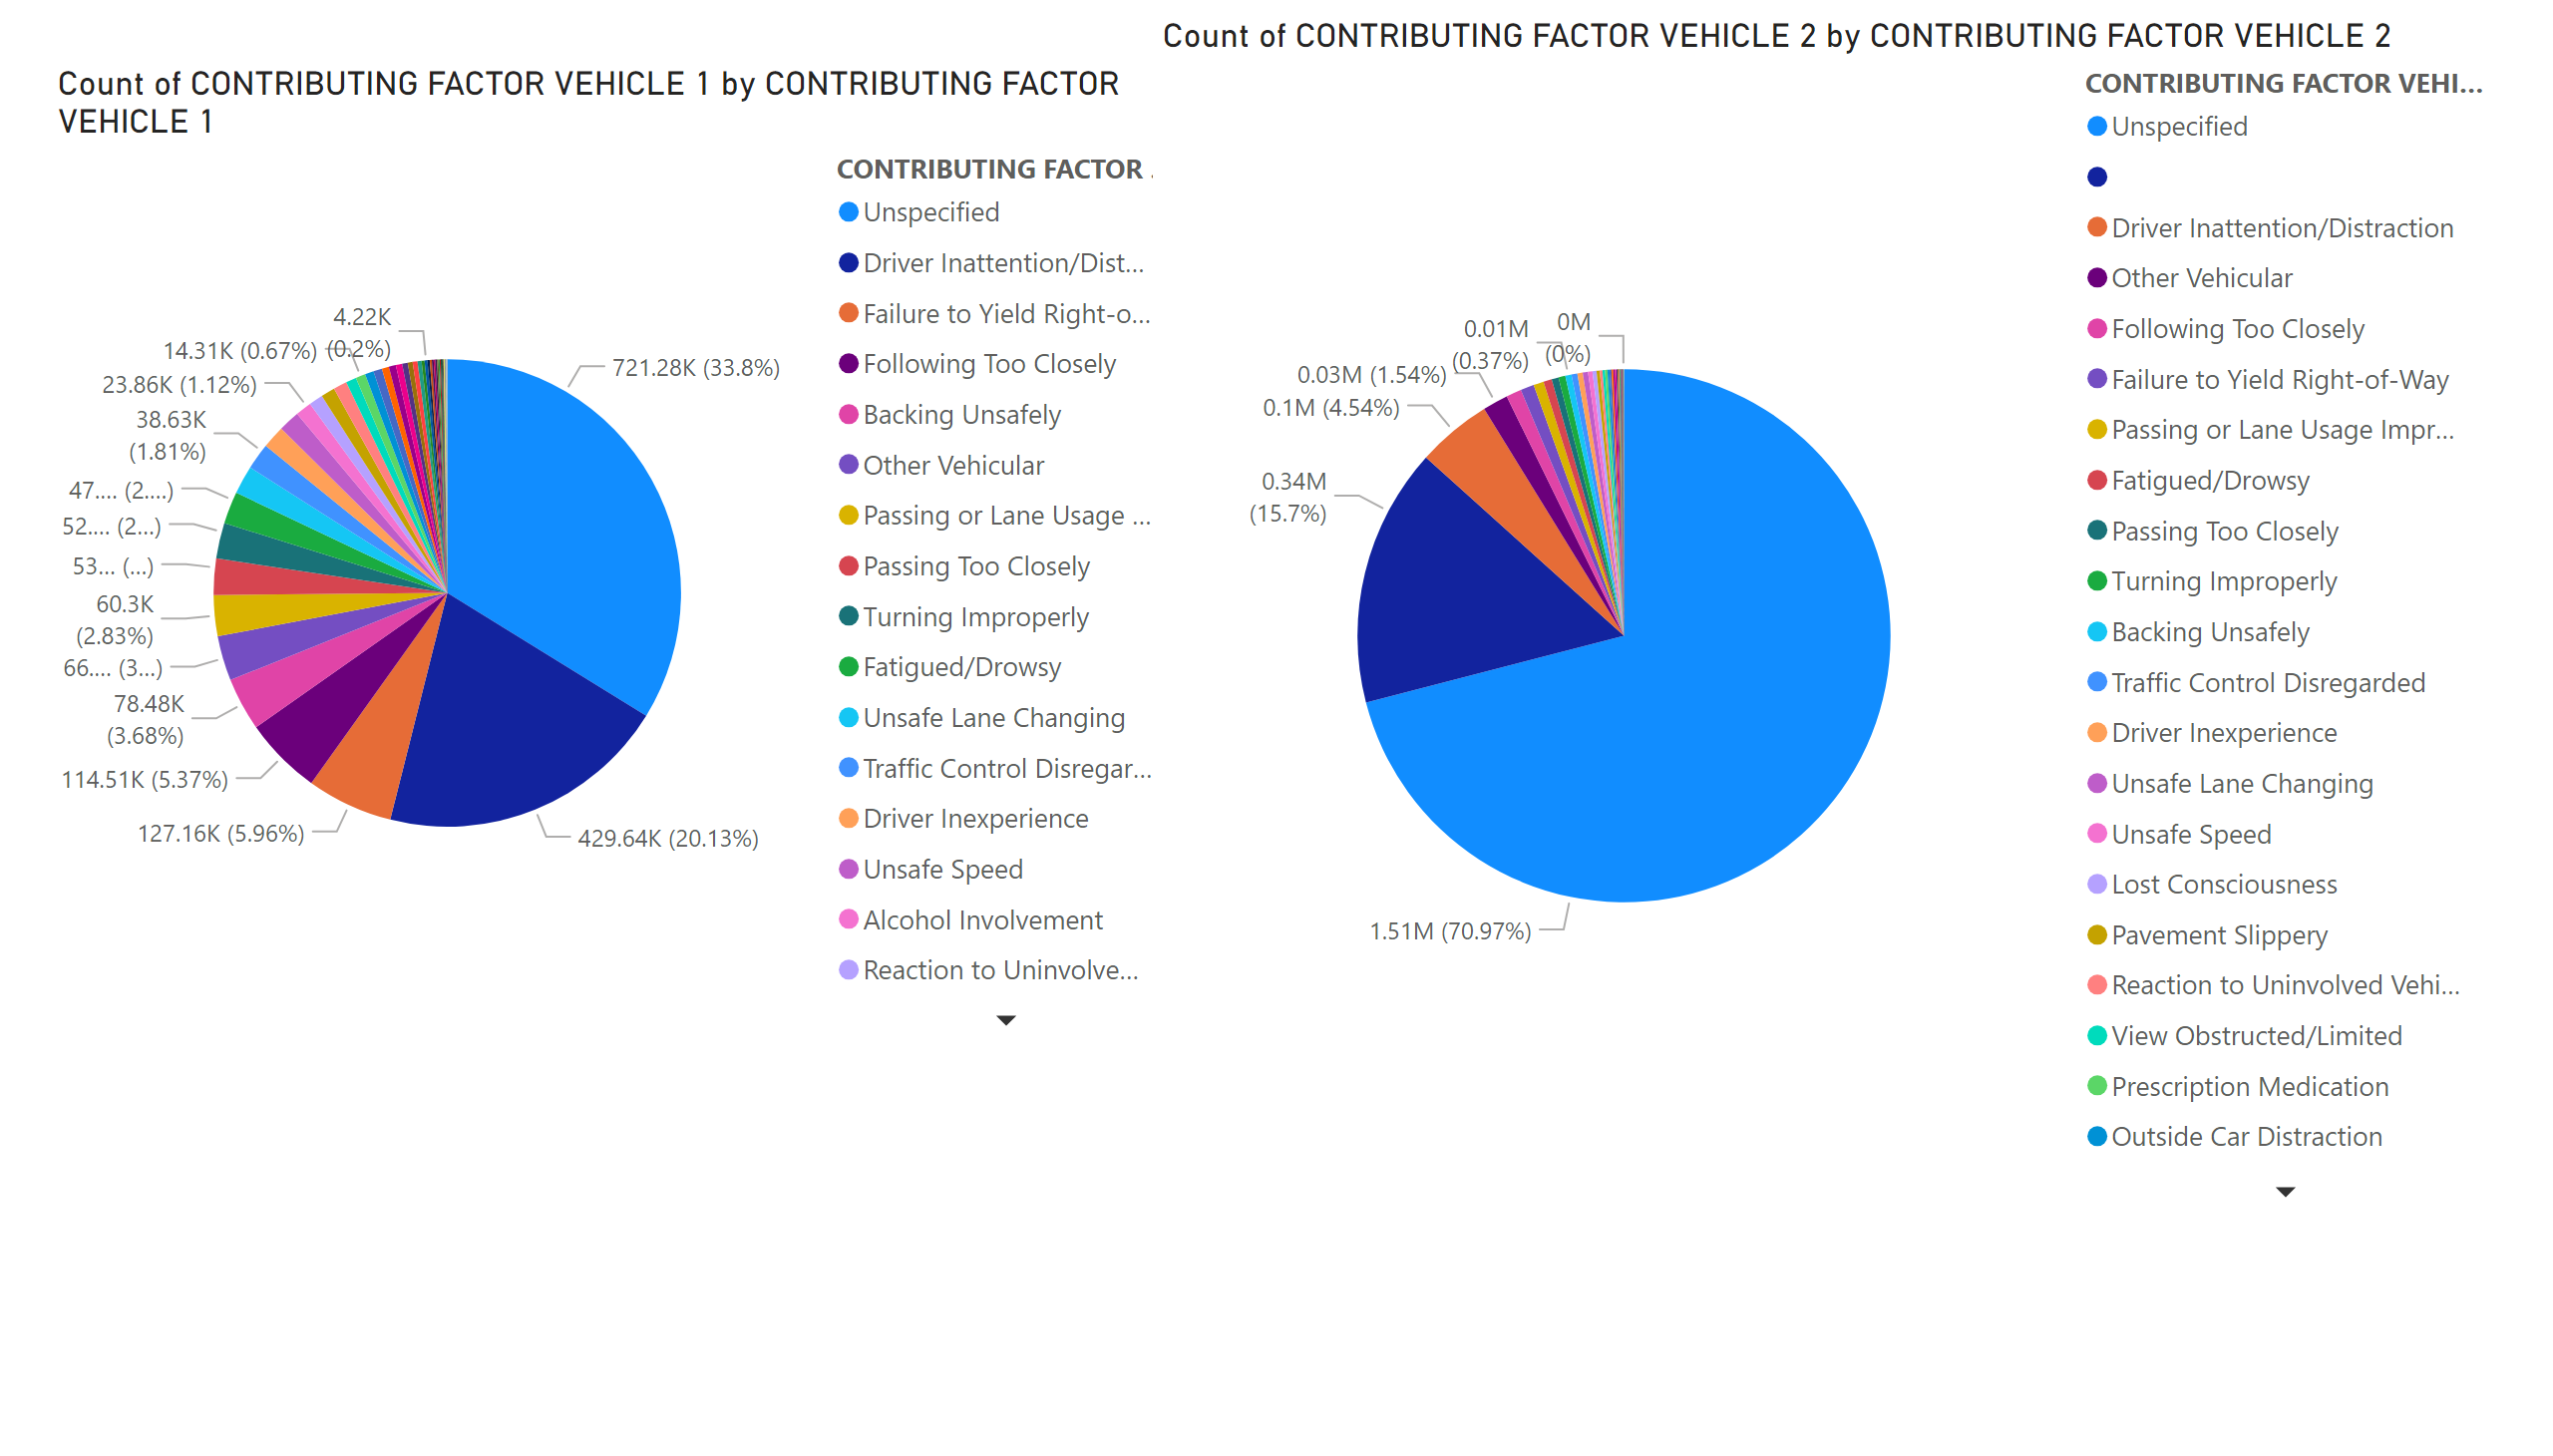 Count of CONTRIBUTING FACTOR VEHICLE 1 by CONTRIBUTING FACTOR
VEHICLE 1
CONTRIBUTING FACTOR .
Unspecified
Driver Inattention/Dist...
Failure to Yield Right-o...
Following Too Closely
Backing Unsafely
Other Vehicular
Passing or Lane Usage ...
Passing Too Closely
Turning Improperly
Fatigued/Drowsy
Unsafe Lane Changing
Traffic Control Disregar...
Driver Inexperience
Unsafe Speed
Alcohol Involvement
Reaction to Uninvolve...
4.22K
(0.2%)
14.31K (0.67%)
23.86K (1.12%)
38.63K
(1.81%)
47.... (2....)
52.... (2...)
53... (...)
60.3K
(2.83%)
66.... (3...)
78.48K
(3.68%)
114.51K (5.37%)
127.16K (5.96%)
429.64K (20.13%)
721.28K (33.8%)
Count of CONTRIBUTING FACTOR VEHICLE 2 by CONTRIBUTING FACTOR VEHICLE 2
CONTRIBUTING FACTOR VEHI...
Unspecified
Driver Inattention/Distraction
Other Vehicular
Following Too Closely
Failure to Yield Right-of-Way
Passing or Lane Usage Impr...
Fatigued/Drowsy
Passing Too Closely
Turning Improperly
Backing Unsafely
Traffic Control Disregarded
Driver Inexperience
Unsafe Lane Changing
Unsafe Speed
Lost Consciousness
Pavement Slippery
Reaction to Uninvolved Vehi...
View Obstructed/Limited
Prescription Medication
Outside Car Distraction
0M
(0%)
0.01M
(0.37%)
0.03M (1.54%)
0.1M (4.54%)
0.34M
(15.7%)
1.51M (70.97%)